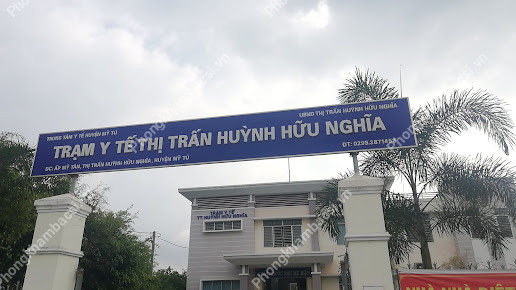 TRUNG TÂM Y TẾ HUYỆN MỸ TÚ
UBND THỊ TRẤN HUỲNH HỮU NGHĨA
TRẠM Y TẾ THỊ TRẤN HUỲNH HỮU NGHĨA
ĐC: ẤP MỸ TÂN, THỊ TRẤN HUỲNH HỮU NGHĨA, HUYỆN MỸ TÚ
TRẠM Y TẾ
TT HUỲNH HỮU NGHĨA